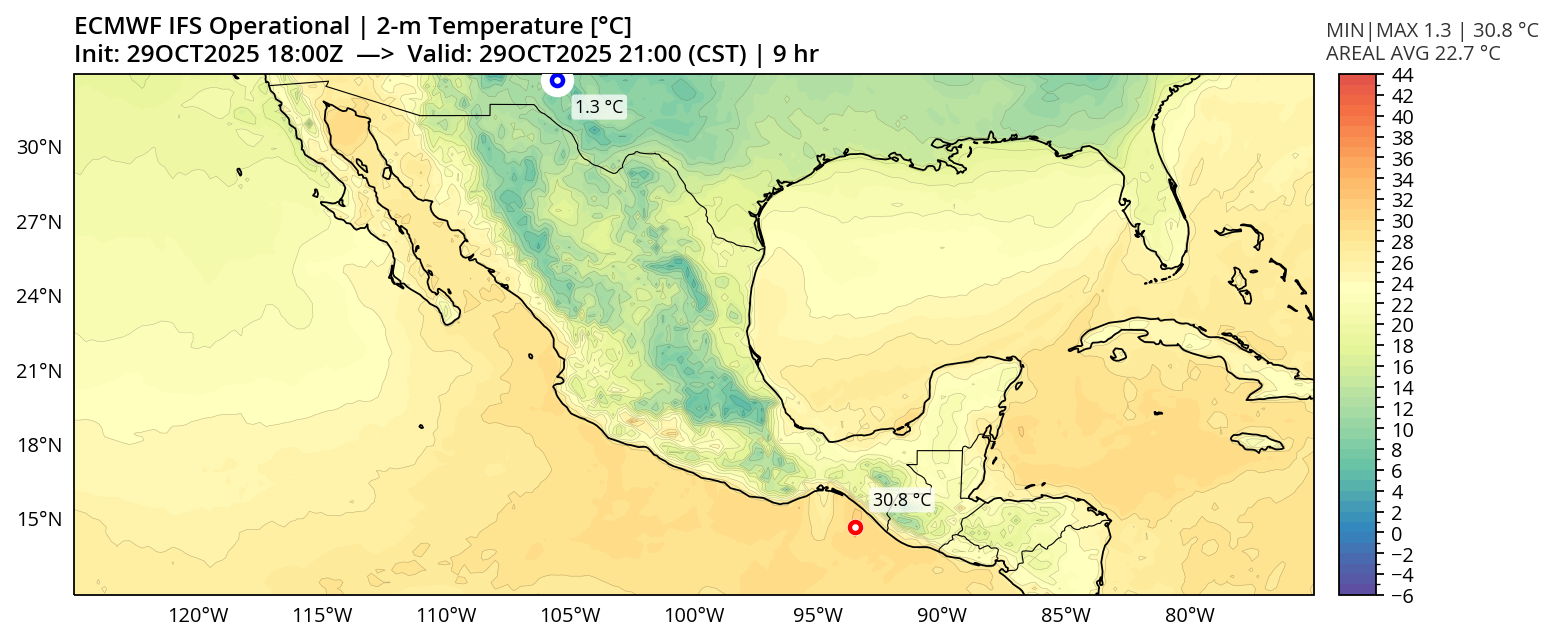 ECMWF IFS Operational | 2-m Temperature [°C]
Init: 29OCT2025 18:00Z —> Valid: 29OCT2025 21:00 (CST) | 9 hr
MIN|MAX 1.3 | 30.8 °C
AREAL AVG 22.7 °C
1.3 °C
30.8 °C
30°N
27°N
24°N
21°N
18°N
15°N
120°W
115°W
110°W
105°W
100°W
95°W
90°W
85°W
80°W
44
42
40
38
36
34
32
30
28
26
24
22
20
18
16
14
12
10
8
6
4
2
0
−2
−4
−6